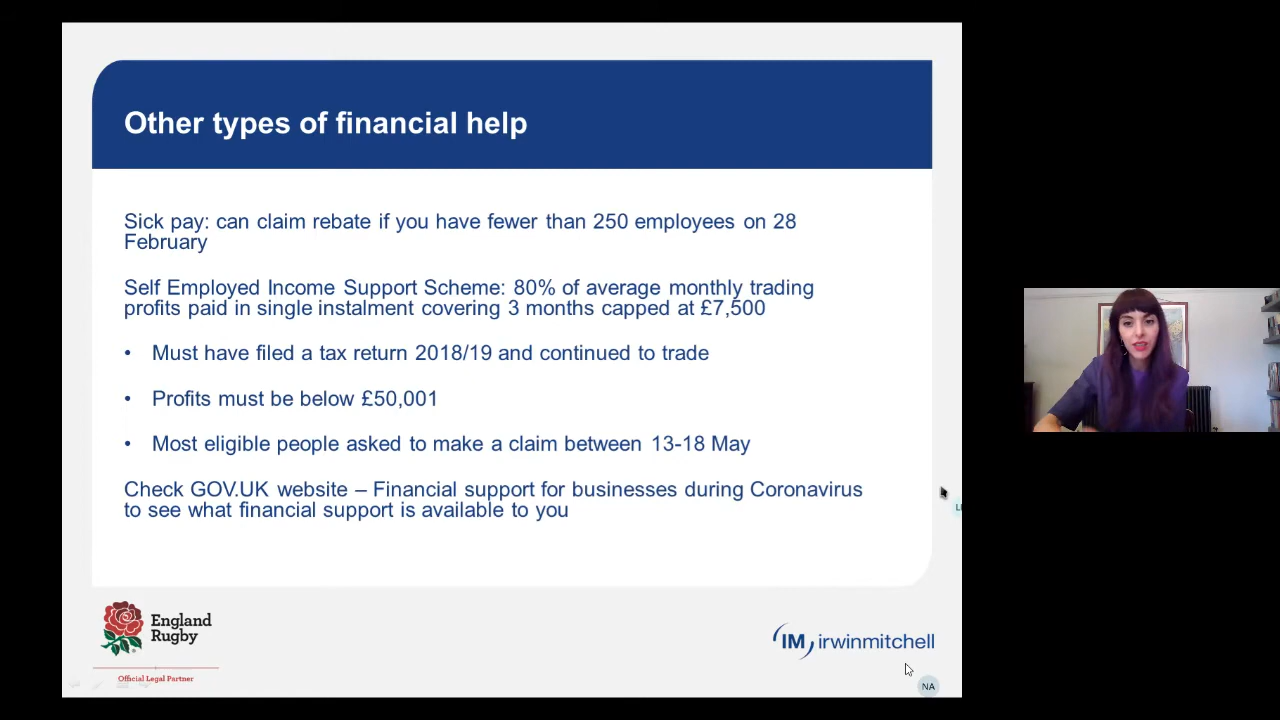 Other types of financial help
Sick pay: can claim rebate if you have fewer than 250 employees on 28
February
Self Employed Income Support Scheme: 80% of average monthly trading
profits paid in single instalment covering 3 months capped at £7,500
• Must have filed a tax return 2018/19 and continued to trade
• Profits must be below £50,001
• Most eligible people asked to make a claim between 13-18 May
Check GOV.UK website – Financial support for businesses during Coronavirus
to see what financial support is available to you
England
Rugby
Official Legal Partner
IM irwinmitchell
NA